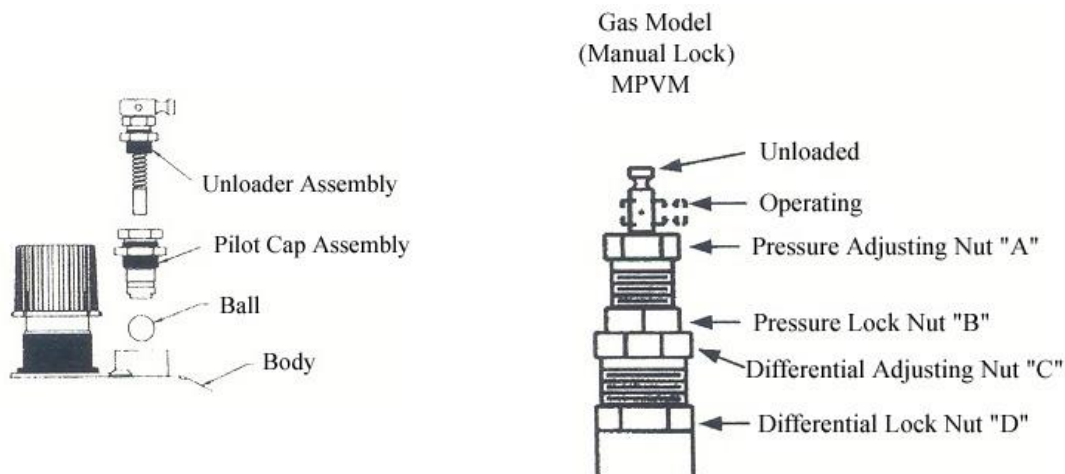 Unloader Assembly
Pilot Cap Assembly
Ball
Body
Gas Model
(Manual Lock)
MPVM
Unloaded
Operating
Pressure Adjusting Nut "A"
Pressure Lock Nut "B"
Differential Adjusting Nut "C"
Differential Lock Nut "D"